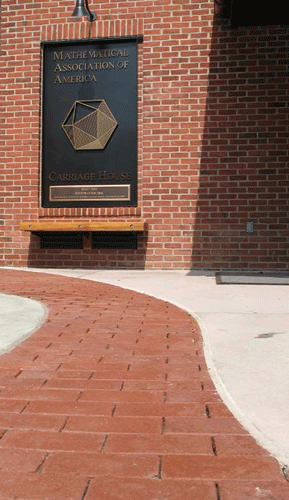 Mathematical
Association of
America
Carriage House